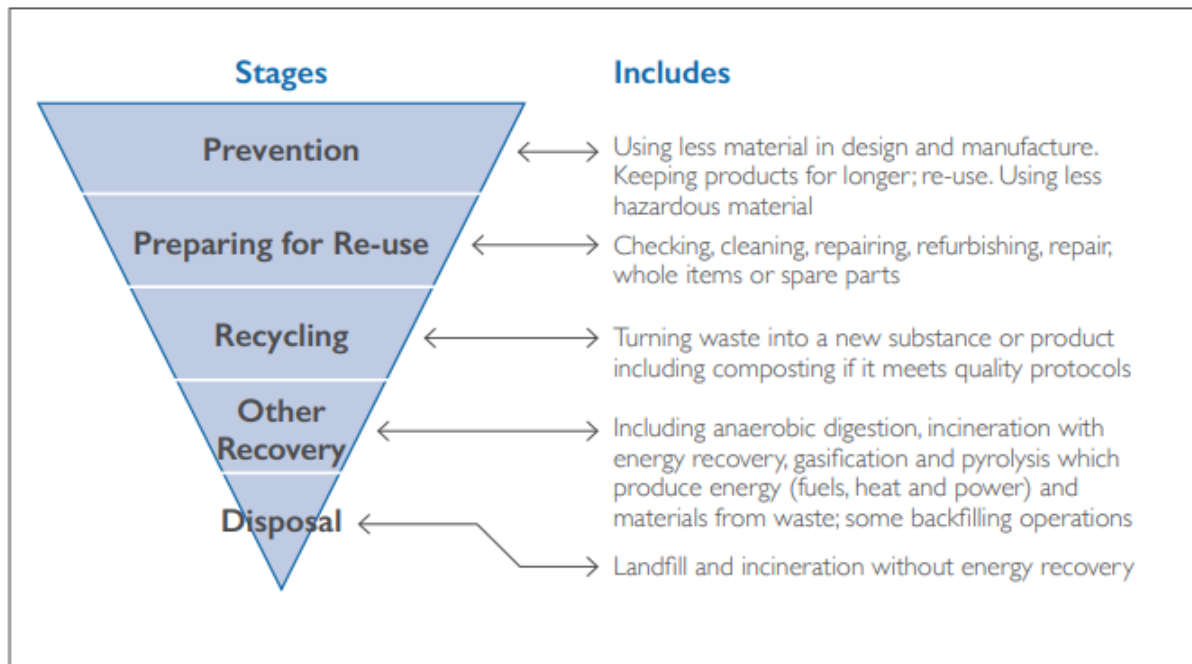 Stages
Includes
Prevention
Using less material in design and manufacture.
Keeping products for longer; re-use. Using less
hazardous material
Preparing for Re-use
Checking, cleaning, repairing, refurbishing, repair,
whole items or spare parts
Recycling
Turning waste into a new substance or product
including composting if it meets quality protocols
Other
Recovery
Including anaerobic digestion, incineration with
energy recovery, gasification and pyrolysis which
produce energy (fuels, heat and power) and
materials from waste; some backfilling operations
Disposal
Landfill and incineration without energy recovery